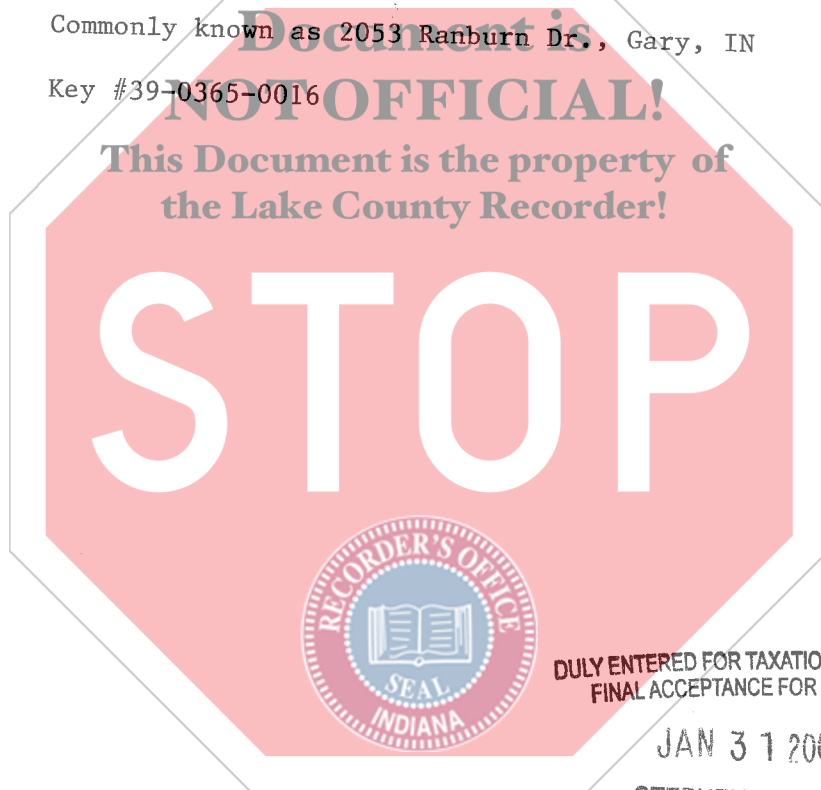 Commonly known as 2053 Ranburn Dr., Gary, IN
Document is
Key #39-0365-0016
NOT OFFICIAL!
This Document is the property of
the Lake County Recorder!
STOP
RECORDER'S OFFICE
SEAL
INDIANA
DULY ENTERED FOR TAXATIO
FINAL ACCEPTANCE FOR
JAN 31 200